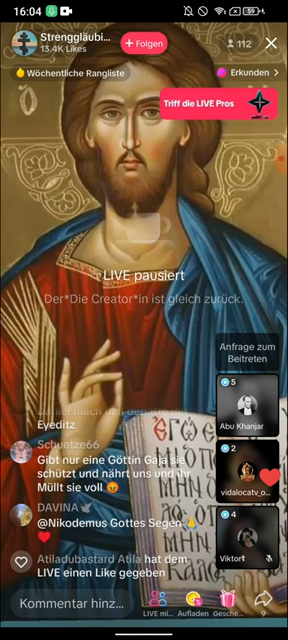 16:04
59
Strenggläubi...
13.4K Likes
+ Folgen
112
Wöchentliche Rangliste
Erkunden >
Triff die LIVE Pros
LIVE pausiert
Der*Die Creator*in ist gleich zurück.
Anfrage zum
Beitreten
5
Abu Khanjar
2
vidalocatv_o...
4
Viktor
Eyeditz
Schuetze66
Gibt nur eine Göttin Gaja sie
schützt und nährt uns und ihr
Müllt sie voll 😡
DAVINA🕊
@Nikodemus Gottes Segen 🙏
❤️
Atiladubastard Atila hat dem
LIVE einen Like gegeben
Kommentar hinz...
LIVE mi...
Aufladen
Gesche...
9